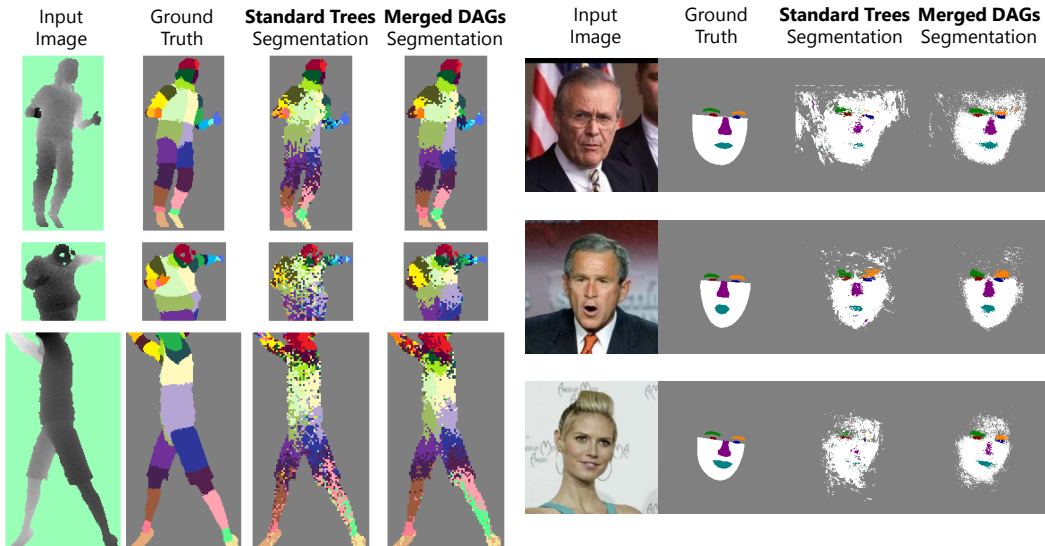 Input Image
Ground Truth
Standard Trees Segmentation
Merged DAGs Segmentation
Input Image
Ground Truth
Standard Trees Segmentation
Merged DAGs Segmentation